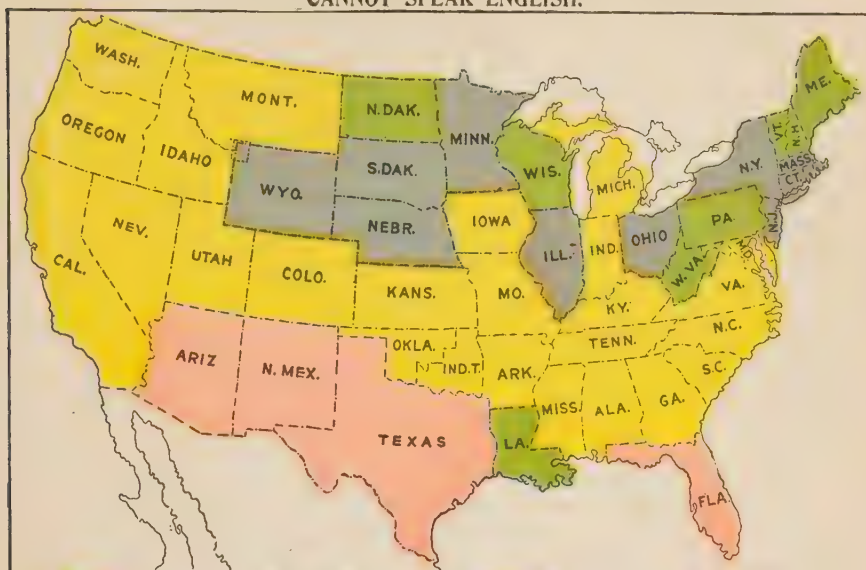 CANNOT SPEAK ENGLISH.
WASH.
MONT.
N.DAK.
MINN.
ME.
OREGON
IDAHO
WYO.
S.DAK.
WIS.
MICH.
N.Y.
VT.
N.H.
MASS.
CT.
NEV.
UTAH
COLO.
NEBR.
IOWA
ILL.
IND.
OHIO
PA.
N.J.
CAL.
KANS.
MO.
KY.
W.VA.
VA.
MD.
ARIZ
N.MEX.
OKLA.
IND.T.
ARK.
TENN.
N.C.
S.C.
TEXAS
LA.
MISS.
ALA.
GA.
FLA.